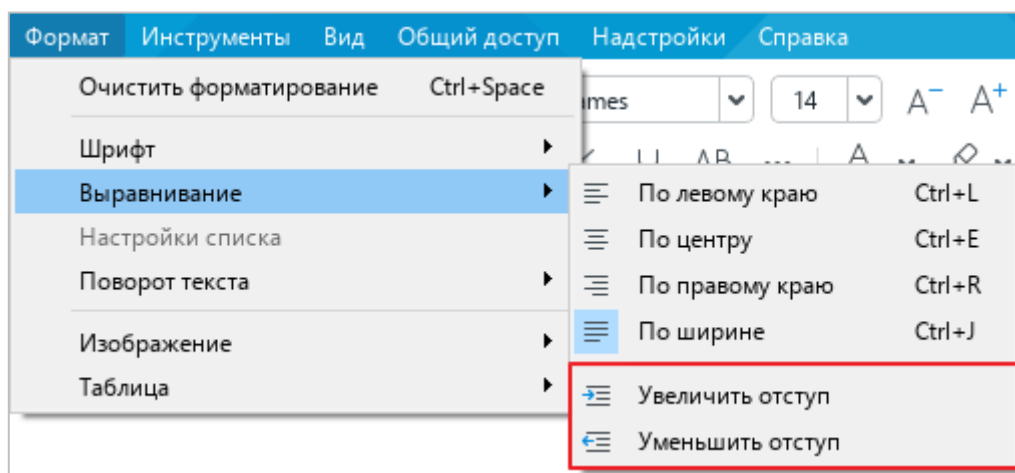 Формат Инструменты Вид Общий доступ Надстройки Справка
Очистить форматирование Ctrl+Space
14 A− A+
Шрифт
Выравнивание
Настройки списка
Поворот текста
Изображение
Таблица
По левому краю Ctrl+L
По центру Ctrl+E
По правому краю Ctrl+R
По ширине Ctrl+J
Увеличить отступ
Уменьшить отступ